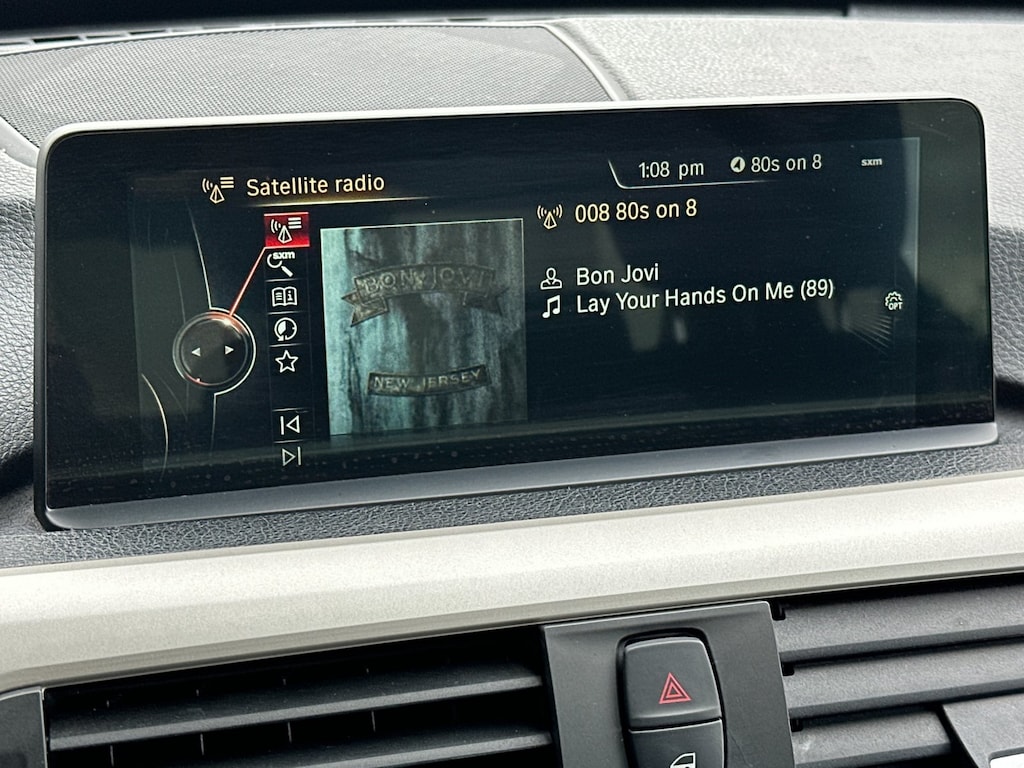 Satellite radio
1:08 pm
80s on 8
sxm
008 80s on 8
sxm
Bon Jovi
Lay Your Hands On Me (89)
OPT
BON JOVI
NEW JERSEY